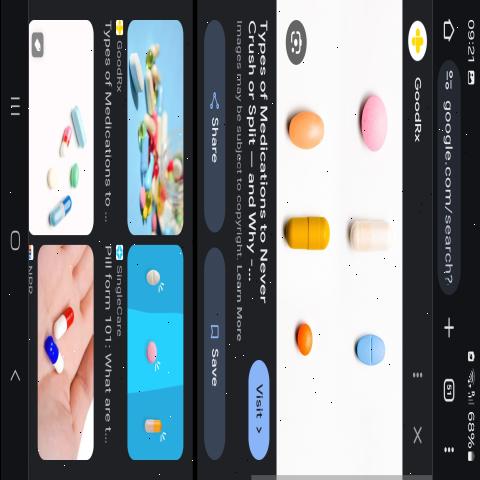 09:21
68%
google.com/search?
51
GoodRx
Types of Medications to Never
Crush or Split — and Why -...
Visit >
Images may be subject to copyright. Learn More
Share
Save
GoodRx
Types of Medications to ...
SingleCare
Pill form 101: What are t...